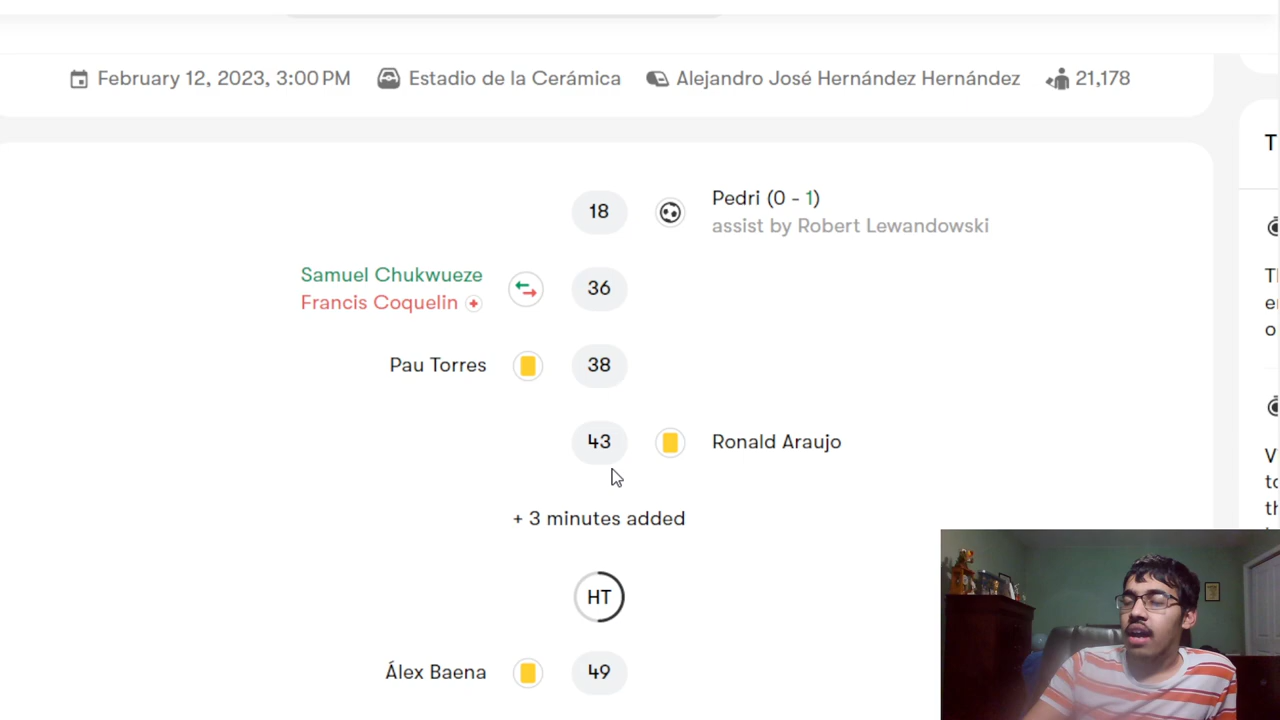 February 12, 2023, 3:00 PM Estadio de la Cerámica Alejandro José Hernández Hernández 21,178
18 Pedri (0 - 1)
assist by Robert Lewandowski
Samuel Chukwueze
Francis Coquelin
36
Pau Torres 38
43 Ronald Araujo
+ 3 minutes added
HT
Álex Baena 49